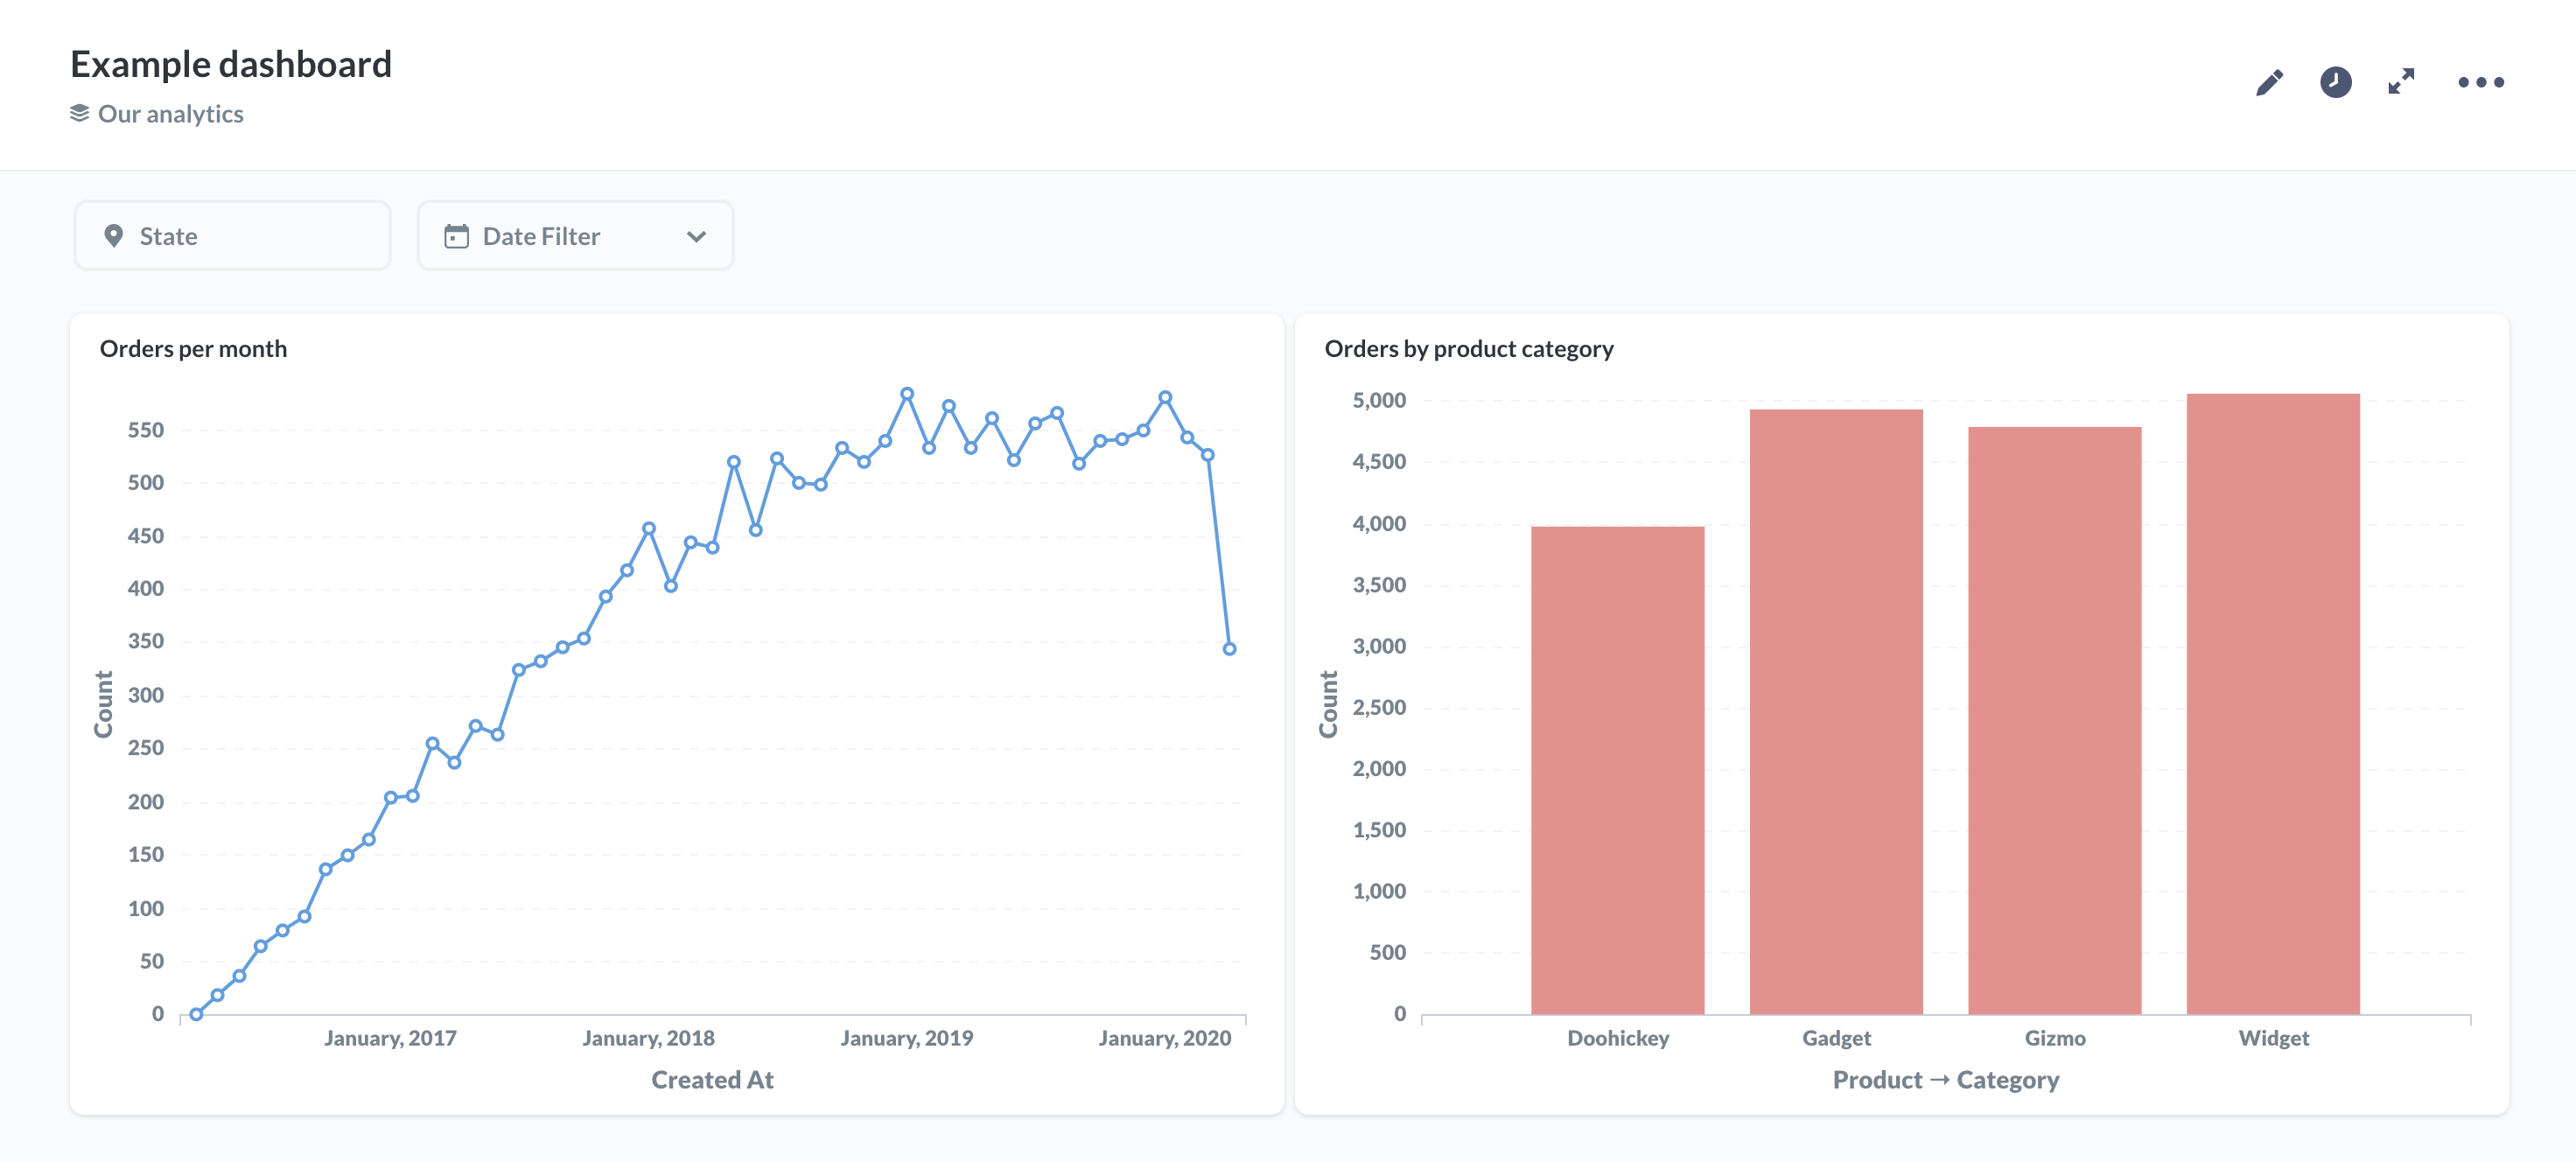 Example dashboard
Our analytics
State
Date Filter
Orders per month
550
500
450
400
350
300
250
200
150
100
50
0
Count
January, 2017
January, 2018
January, 2019
January, 2020
Created At
Orders by product category
5,000
4,500
4,000
3,500
3,000
2,500
2,000
1,500
1,000
500
0
Count
Doohickey
Gadget
Gizmo
Widget
Product → Category